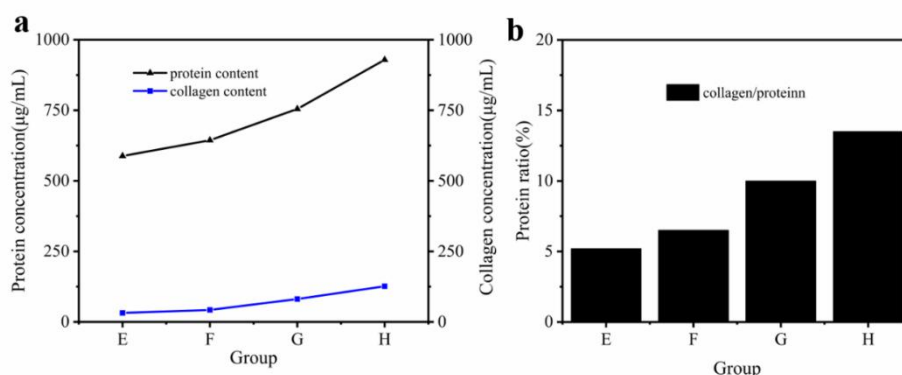 a
1000
750
500
250
0
Protein concentration(μg/mL)
protein content
collagen content
1000
750
500
250
0
Collagen concentration(μg/mL)
E F G H
Group
b
20
15
10
5
0
Protein ratio(%)
collagen/proteinn
E F G H
Group